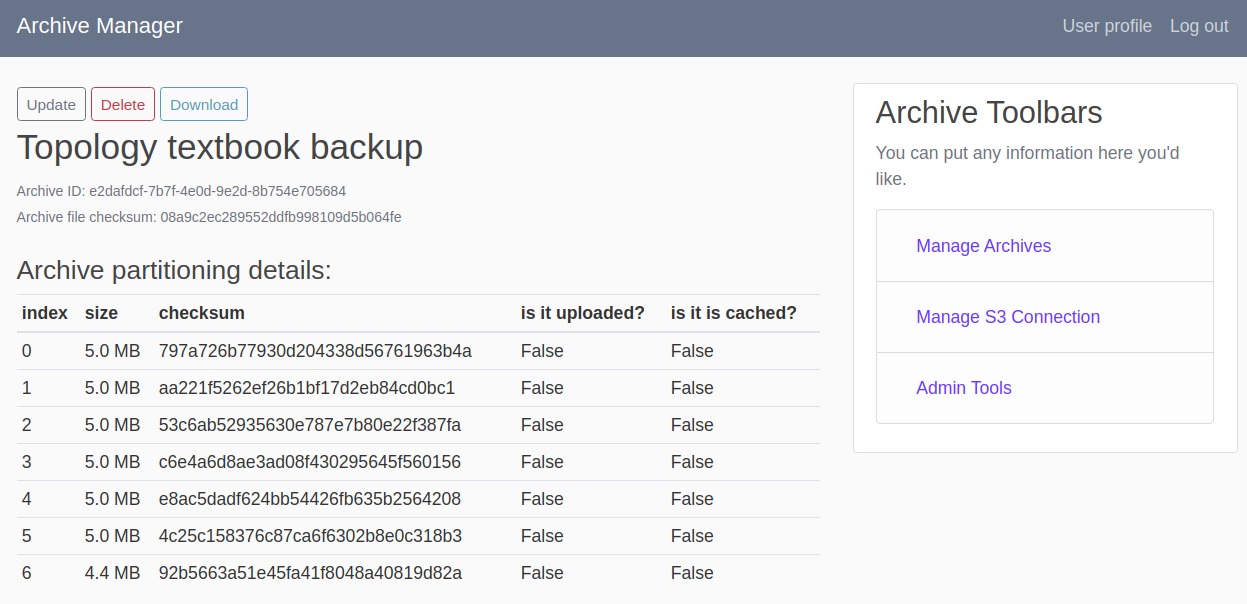 Archive Manager User profile Log out
Update Delete Download
Topology textbook backup
Archive ID: e2dafdcf-7b7f-4e0d-9e2d-8b754e705684
Archive file checksum: 08a9c2ec289552ddfb998109d5b064fe
Archive partitioning details:
index size checksum is it uploaded? is it is cached?
0 5.0 MB 797a726b77930d204338d56761963b4a False False
1 5.0 MB aa221f5262ef26b1bf17d2eb84cd0bc1 False False
2 5.0 MB 53c6ab52935630e787e7b80e22f387fa False False
3 5.0 MB c6e4a6d8ae3ad08f430295645f560156 False False
4 5.0 MB e8ac5dadf624bb54426fb635b2564208 False False
5 5.0 MB 4c25c158376c87ca6f6302b8e0c318b3 False False
6 4.4 MB 92b5663a51e45fa41f8048a40819d82a False False
Archive Toolbars
You can put any information here you'd
like.
Manage Archives
Manage S3 Connection
Admin Tools